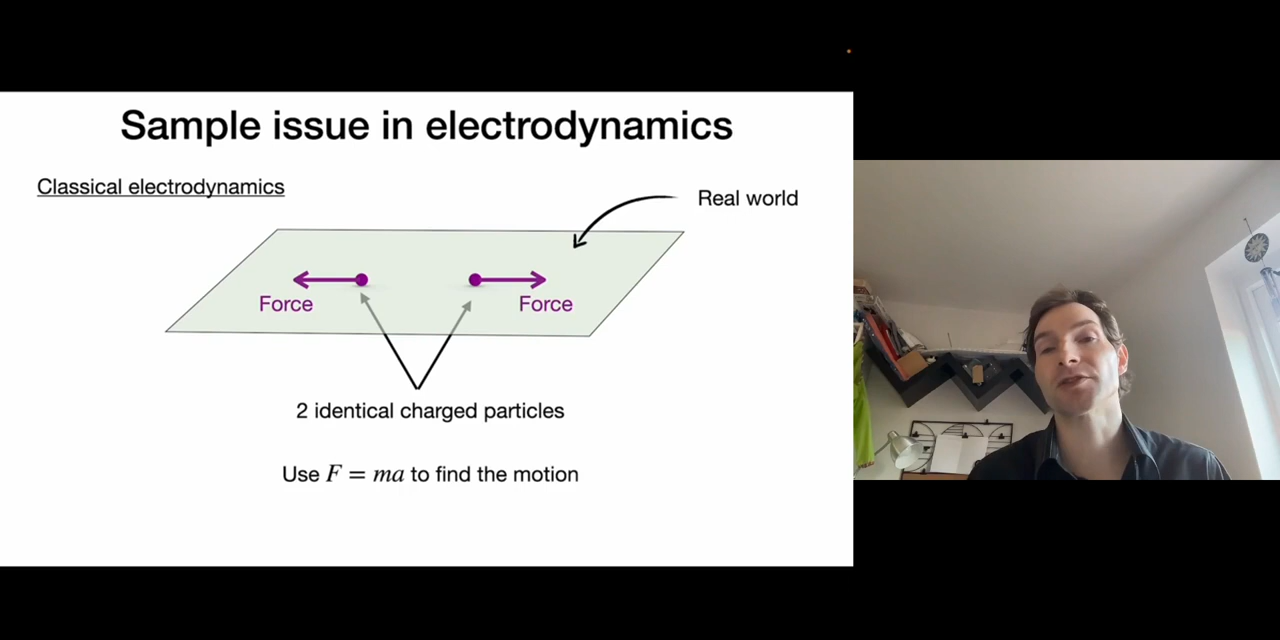 Sample issue in electrodynamics
Classical electrodynamics
Real world
Force
Force
2 identical charged particles
Use F = ma to find the motion